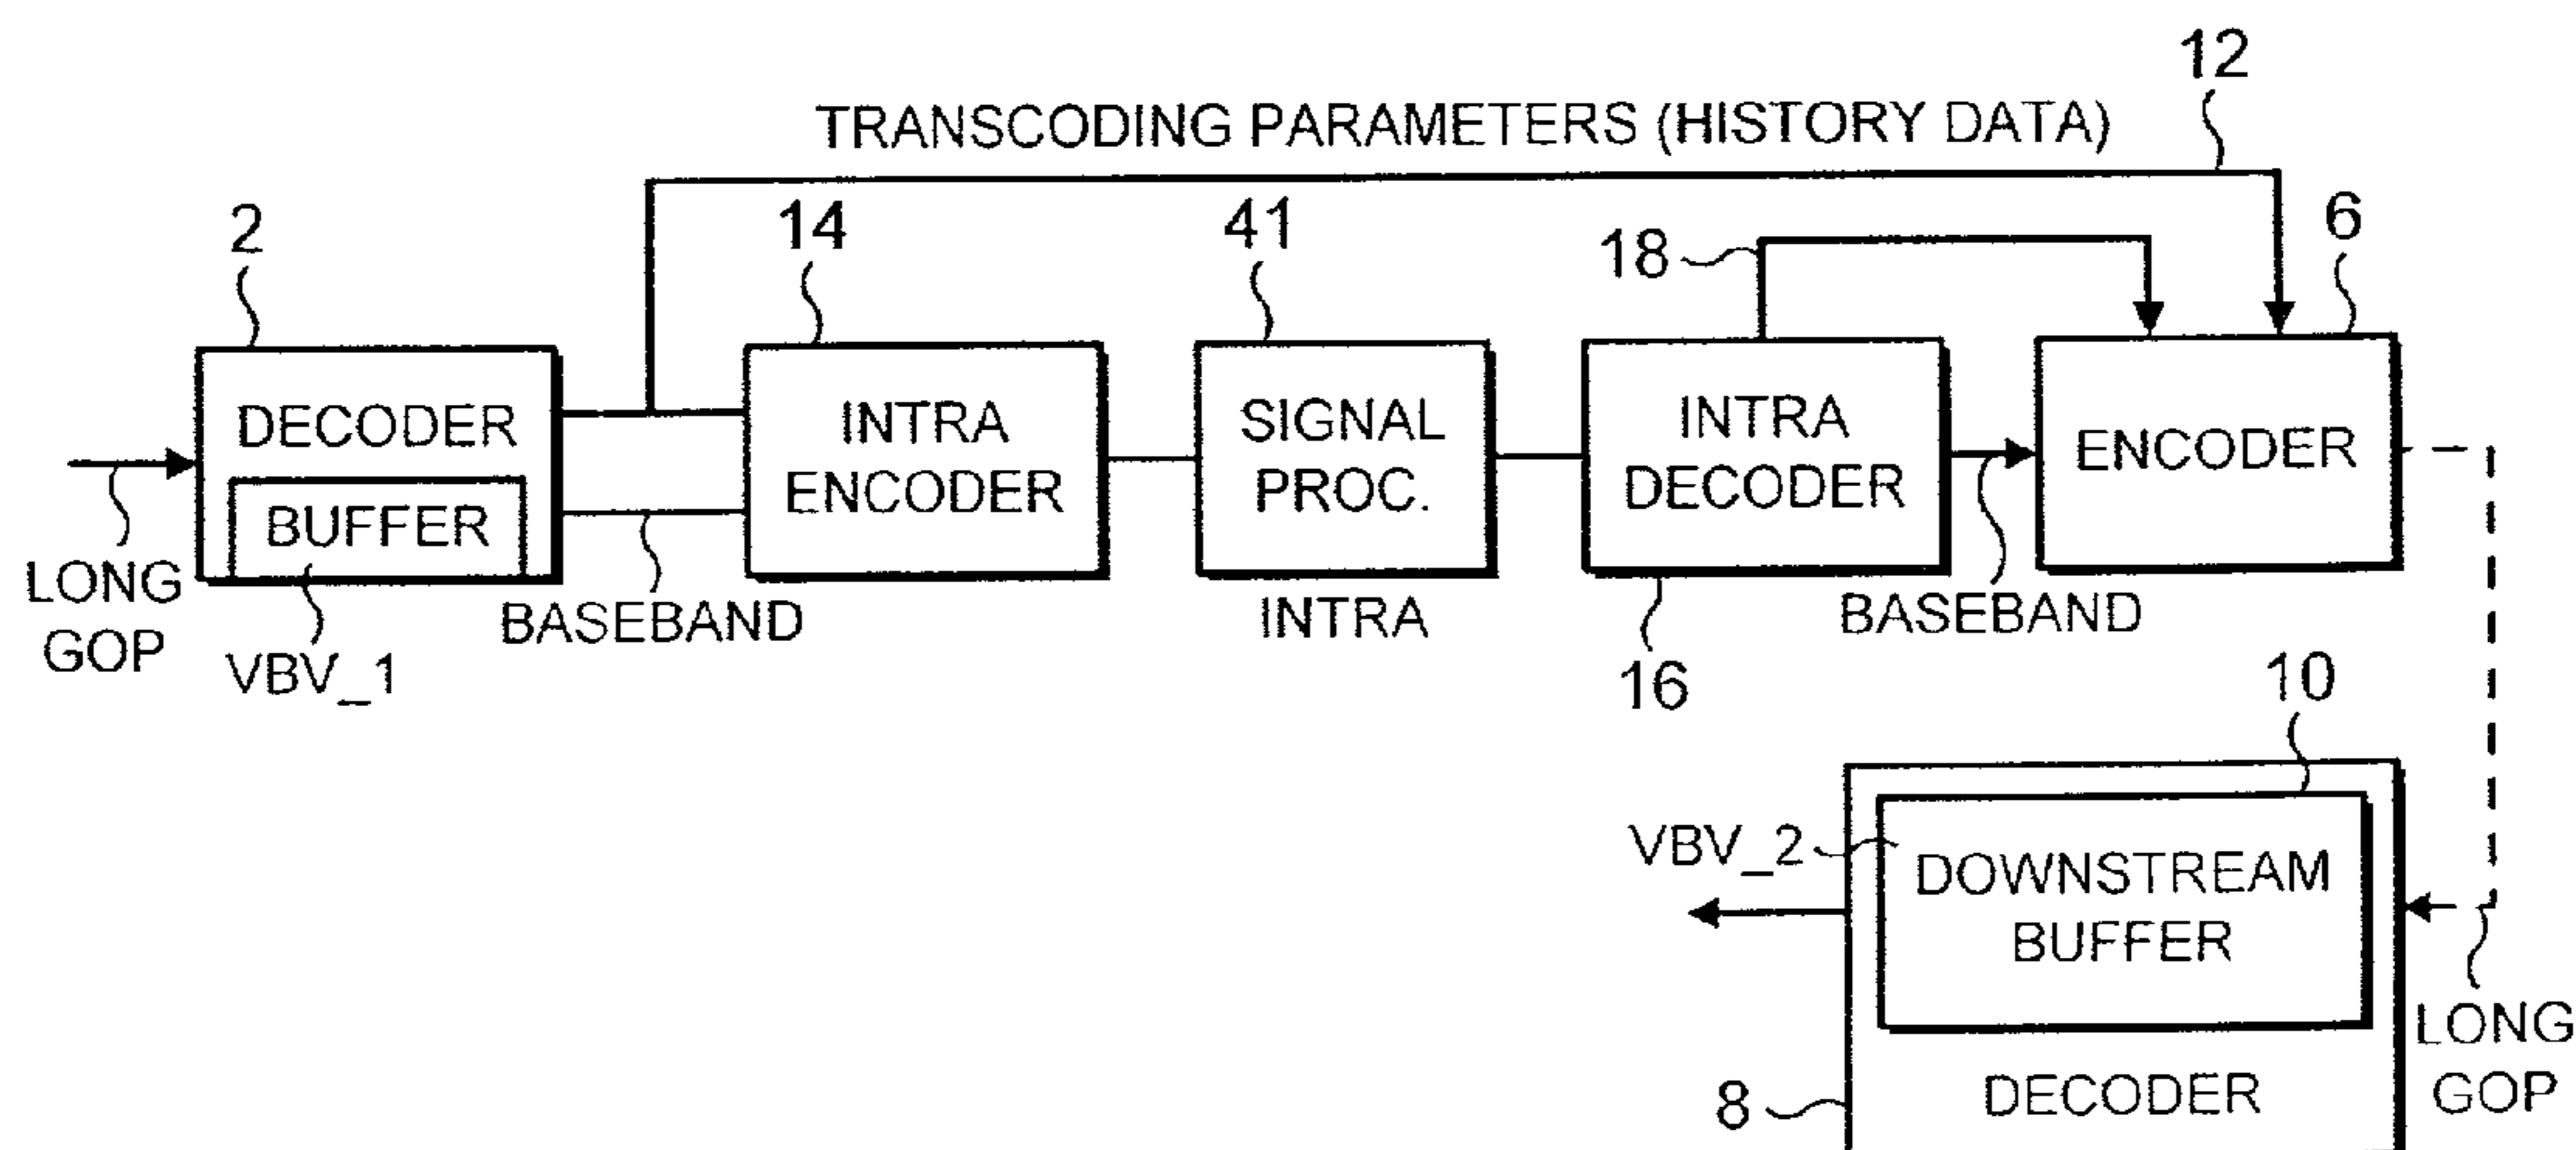 12
TRANSCODING PARAMETERS (HISTORY DATA)
2
14
41
18
6
DECODER
BUFFER
INTRA
ENCODER
SIGNAL
PROC.
INTRA
DECODER
ENCODER
LONG
GOP
VBV_1
BASEBAND
INTRA
16
BASEBAND
10
VBV_2
DOWNSTREAM
BUFFER
LONG
GOP
8
DECODER